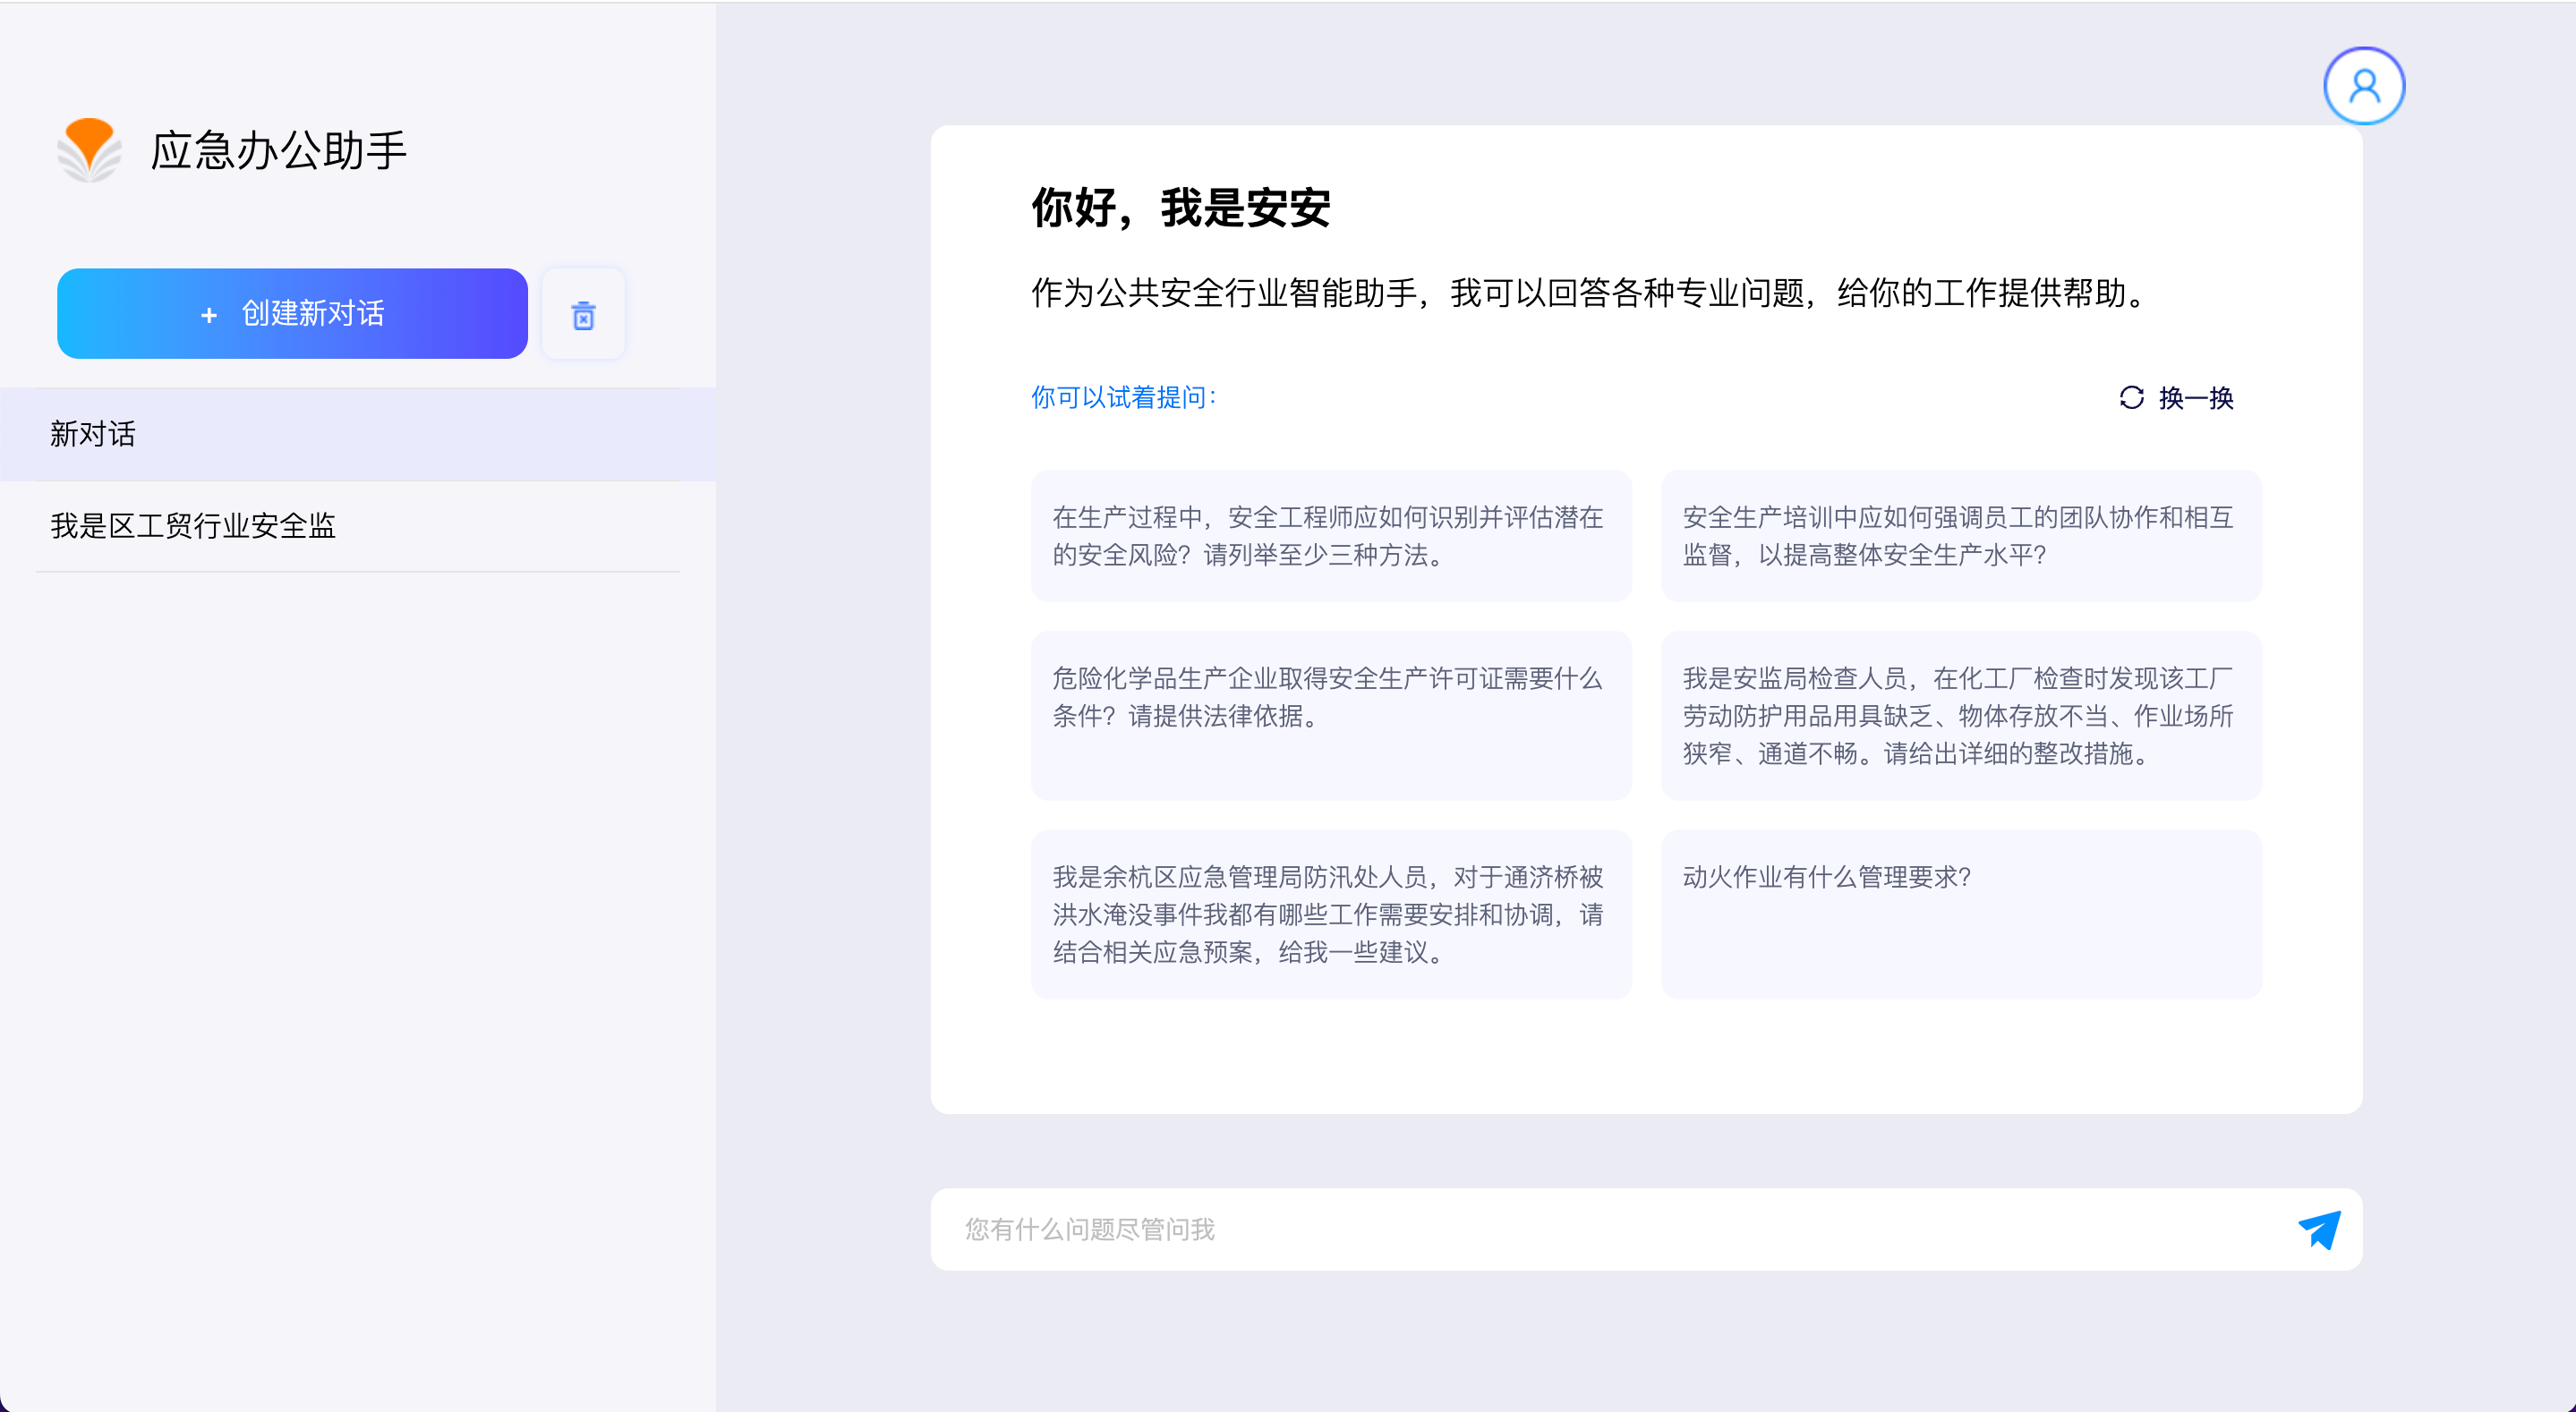 应急办公助手
+ 创建新对话
新对话
我是区工贸行业安全监
你好，我是安安
作为公共安全行业智能助手，我可以回答各种专业问题，给你的工作提供帮助。
你可以试着提问：
换一换
在生产过程中，安全工程师应如何识别并评估潜在
的安全风险？请列举至少三种方法。
安全生产培训中应如何强调员工的团队协作和相互
监督，以提高整体安全生产水平？
危险化学品生产企业取得安全生产许可证需要什么
条件？请提供法律依据。
我是安监局检查人员，在化工厂检查时发现该工厂
劳动防护用品用具缺乏、物体存放不当、作业场所
狭窄、通道不畅。请给出详细的整改措施。
我是余杭区应急管理局防汛处人员，对于通济桥被
洪水淹没事件我都有哪些工作需要安排和协调，请
结合相关应急预案，给我一些建议。
动火作业有什么管理要求？
您有什么问题尽管问我